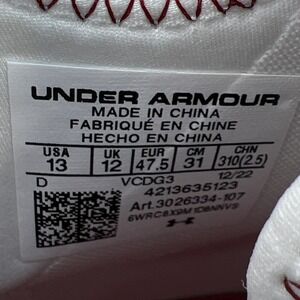 UNDER ARMOUR
MADE IN CHINA
FABRIQUÉ EN CHINE
HECHO EN CHINA
USA UK EUR CM CHN
13 12 47.5 31 310(2.5)
D VCDG3 12/22
4213635123
Art.3026334-107